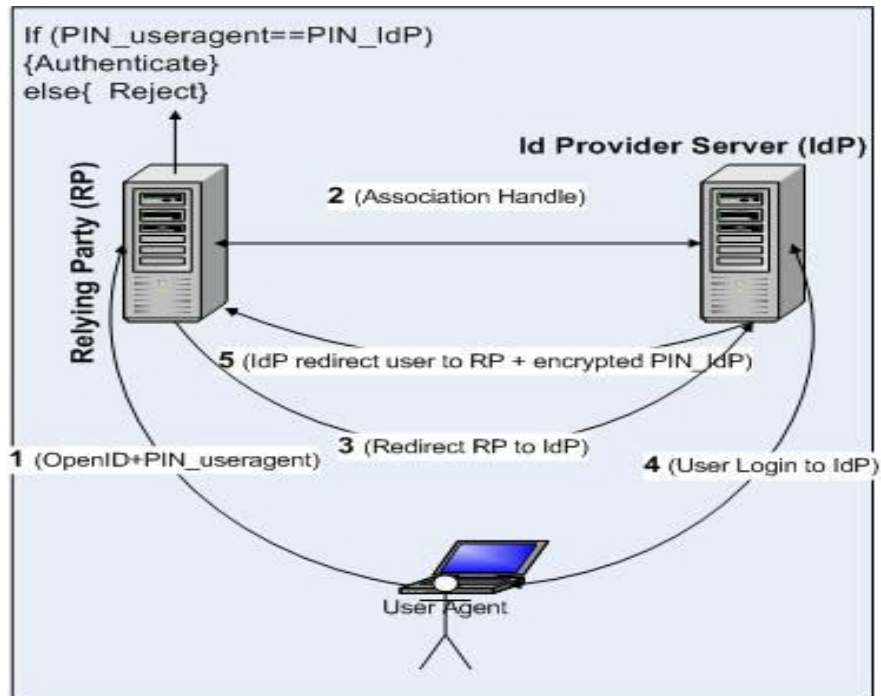 If (PIN_useragent==PIN_IdP)
{Authenticate}
else{ Reject}
Id Provider Server (IdP)
Relying Party (RP)
2 (Association Handle)
5 (IdP redirect user to RP + encrypted PIN_IdP)
3 (Redirect RP to IdP)
1 (OpenID+PIN_useragent)
4 (User Login to IdP)
User Agent